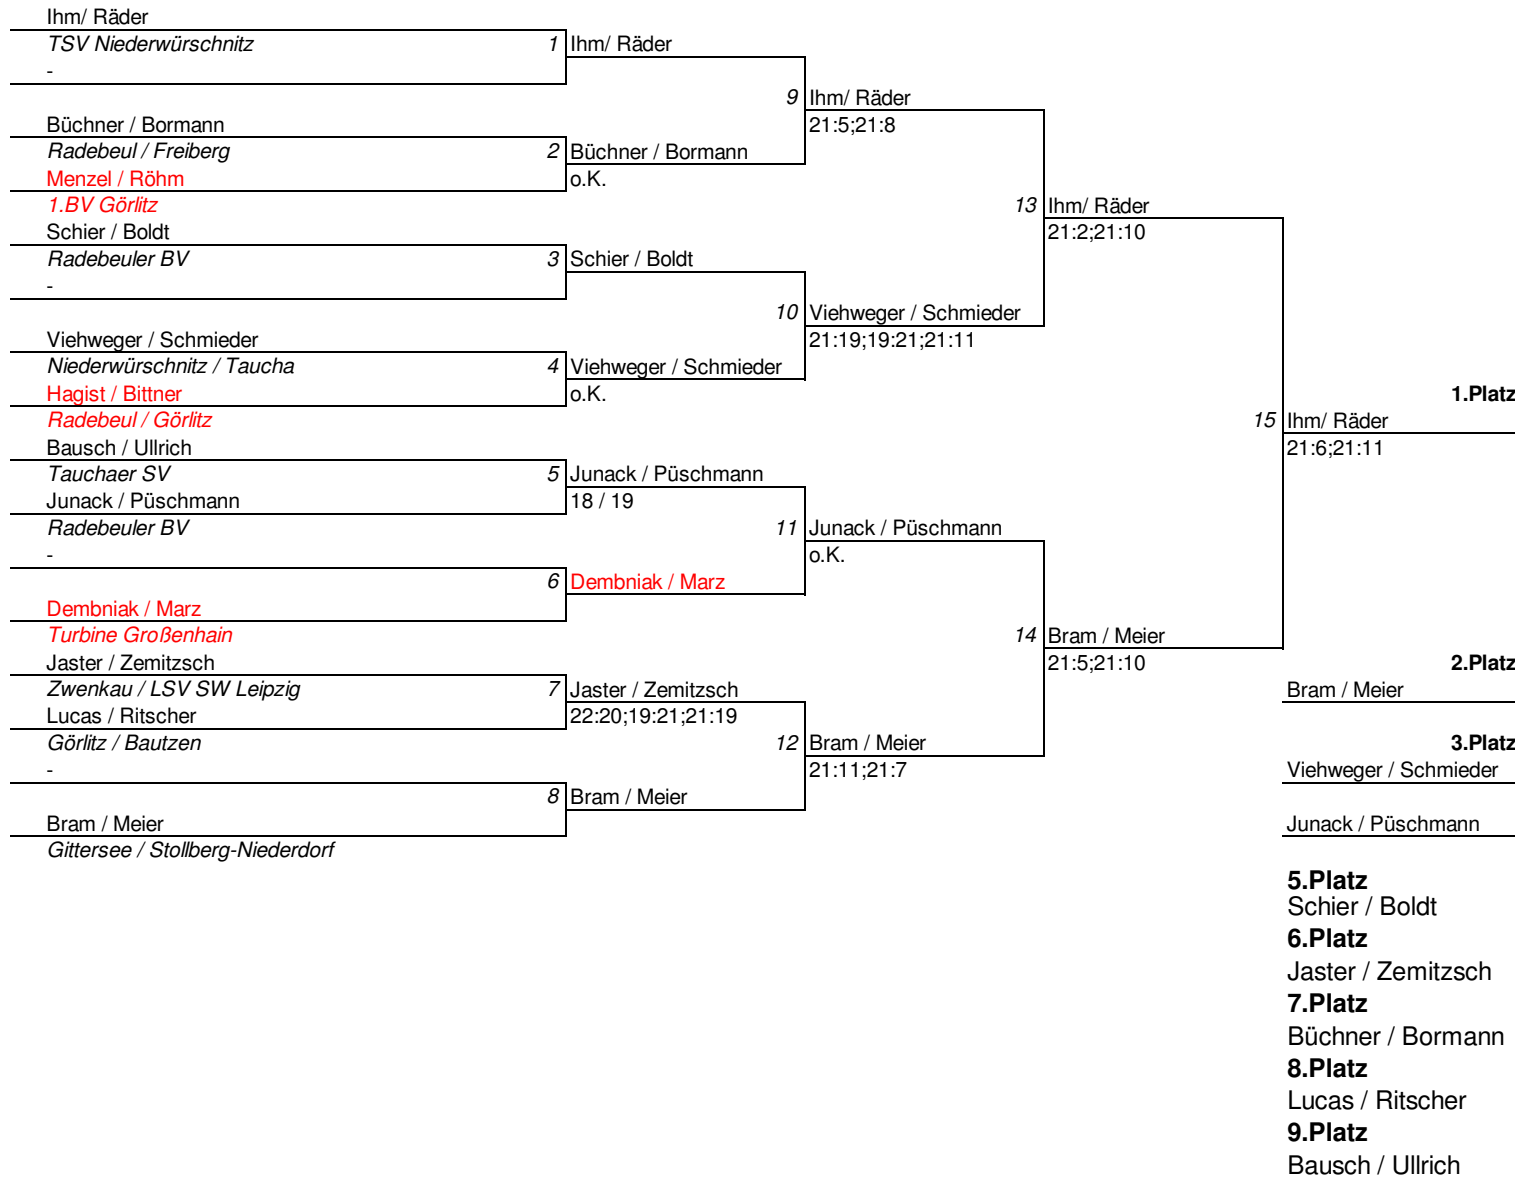 Ihm/ Räder
TSV Niederwürschnitz
1 Ihm/ Räder
-
9 Ihm/ Räder
Büchner / Bormann
21:5;21:8
Radebeul / Freiberg
2 Büchner / Bormann
Menzel / Röhm
o.K.
1.BV Görlitz
13 Ihm/ Räder
Schier / Boldt
21:2;21:10
Radebeuler BV
3 Schier / Boldt
-
10 Viehweger / Schmieder
Viehweger / Schmieder
21:19;19:21;21:11
Niederwürschnitz / Taucha
4 Viehweger / Schmieder
Hagist / Bittner
o.K.
1.Platz
Radebeul / Görlitz
15 Ihm/ Räder
Bausch / Ullrich
21:6;21:11
Tauchaer SV
5 Junack / Püschmann
Junack / Püschmann
18 / 19
Radebeuler BV
11 Junack / Püschmann
-
o.K.
6 Dembniak / Marz
Dembniak / Marz
Turbine Großenhain
14 Bram / Meier
Jaster / Zemitzsch
21:5;21:10
2.Platz
Zwenkau / LSV SW Leipzig
7 Jaster / Zemitzsch
Bram / Meier
Lucas / Ritscher
22:20;19:21;21:19
Görlitz / Bautzen
12 Bram / Meier
3.Platz
-
21:11;21:7
Viehweger / Schmieder
8 Bram / Meier
Bram / Meier
Junack / Püschmann
Gittersee / Stollberg-Niederdorf
5.Platz
Schier / Boldt
6.Platz
Jaster / Zemitzsch
7.Platz
Büchner / Bormann
8.Platz
Lucas / Ritscher
9.Platz
Bausch / Ullrich